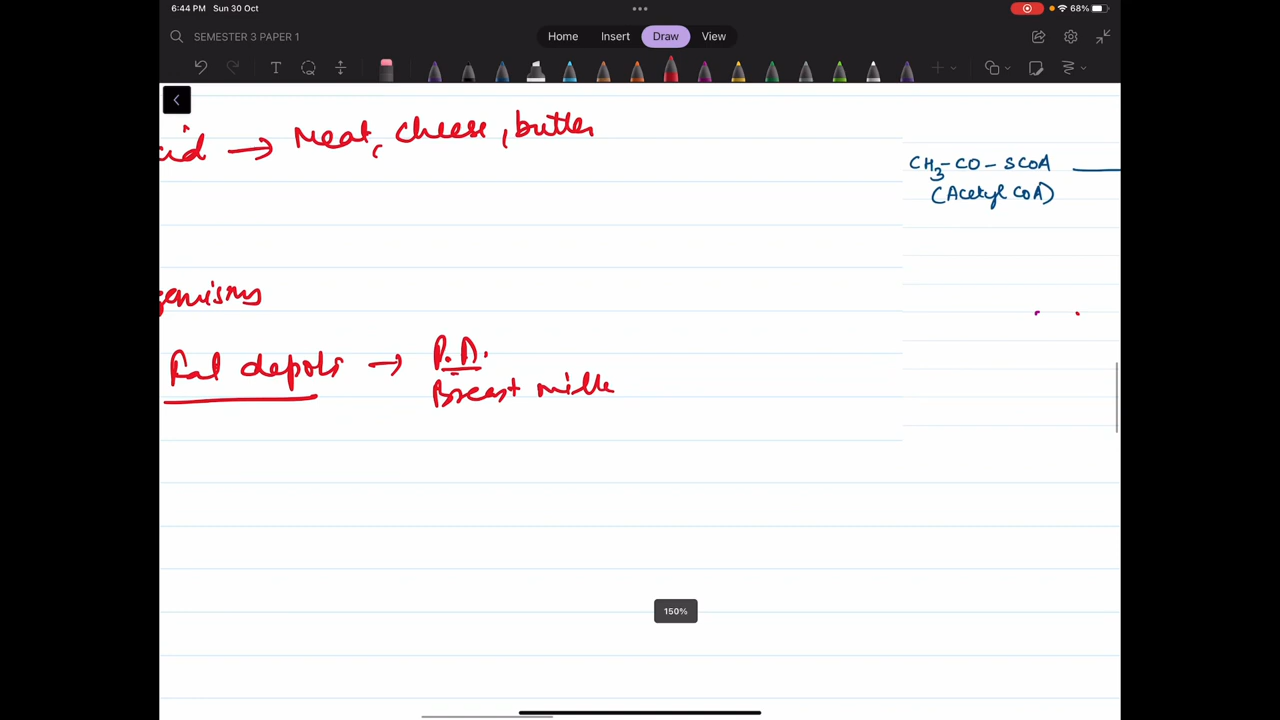 6:44 PM Sun 30 Oct
68%
SEMESTER 3 PAPER 1
Home Insert Draw View
cid → Meat, cheese, butter
CH3-CO-SCoA
(Acetyl CoA)
ganisms
Fat depots → P.A.
Breast milk
150%